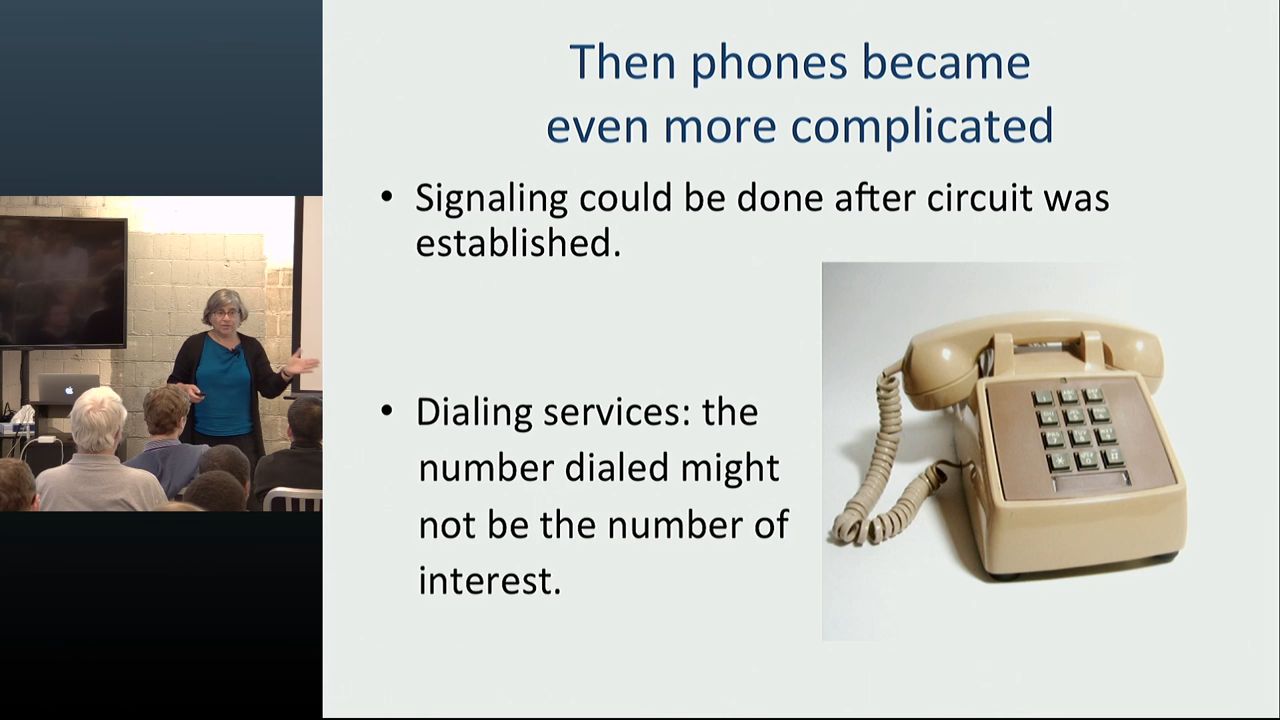 Then phones became
even more complicated
• Signaling could be done after circuit was
established.
• Dialing services: the
number dialed might
not be the number of
interest.